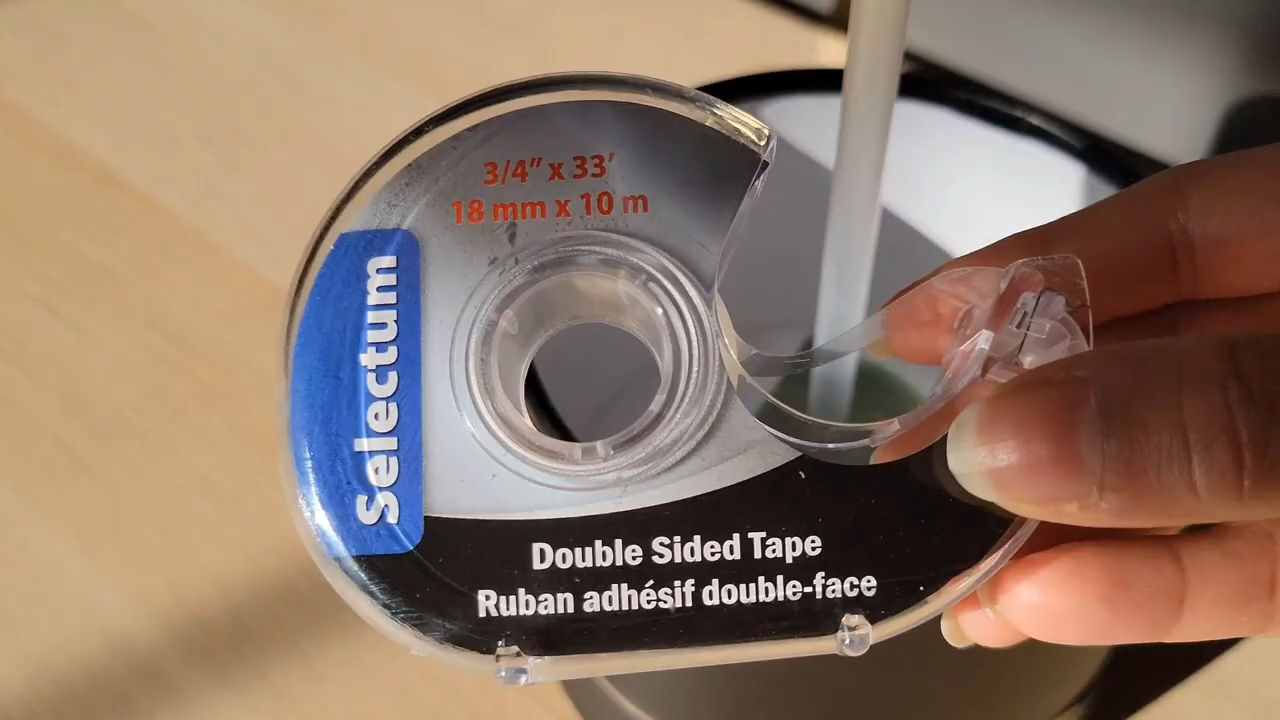 3/4" x 33'
18 mm x 10 m
Selectum
Double Sided Tape
Ruban adhésif double-face